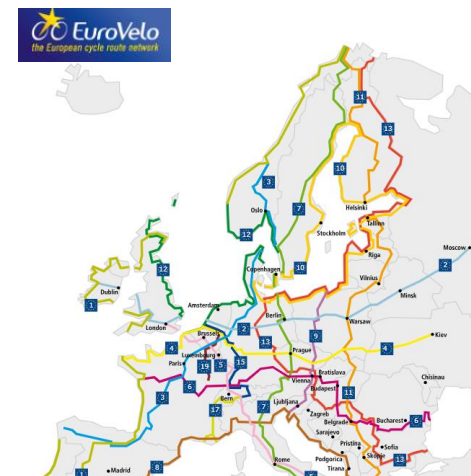 EuroVelo
the European cycle route network
11
13
10
3
7
Oslo
12
Helsinki
Tallinn
Stockholm
Moscow
Riga
2
10
Copenhagen
12
Vilnius
Minsk
Dublin
1
Amsterdam
Berlin
Warsaw
London
2
Brussels
13
9
Kiev
4
4
Prague
Luxembourg
Paris
19
5
15
Vienna
Bratislava
Chisinau
6
Budapest
11
3
Bern
17
7
Ljubljana
Zagreb
Belgrade
Bucharest
6
Sarajevo
Pristina
Sofia
Madrid
8
Rome
Podgorica
Skopje
13
Tirana
1